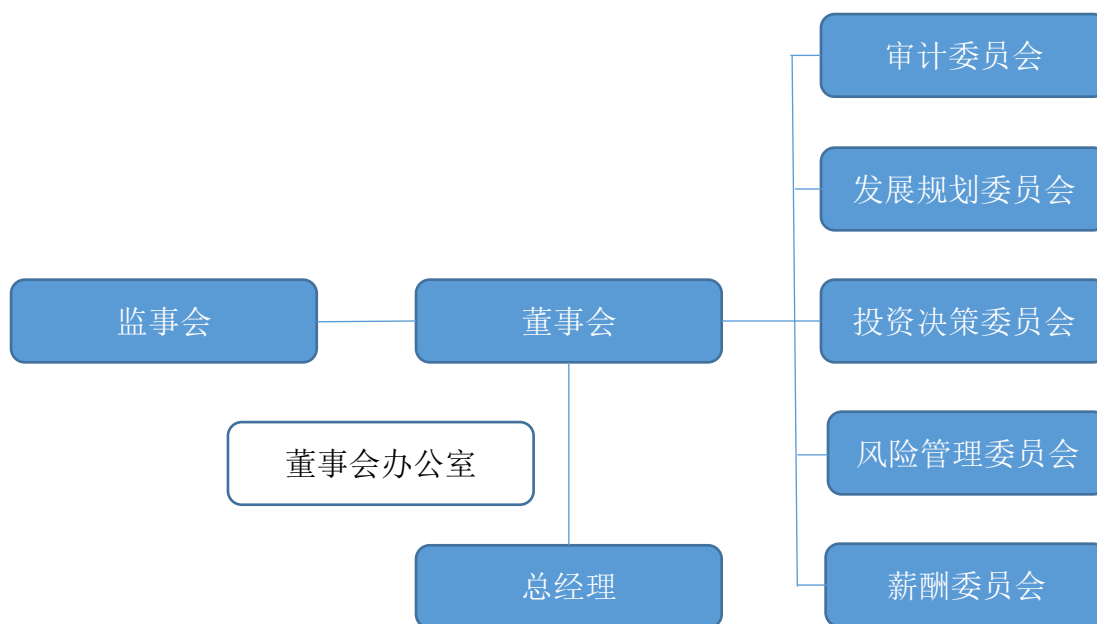 审计委员会
发展规划委员会
监事会
董事会
投资决策委员会
董事会办公室
风险管理委员会
总经理
薪酬委员会